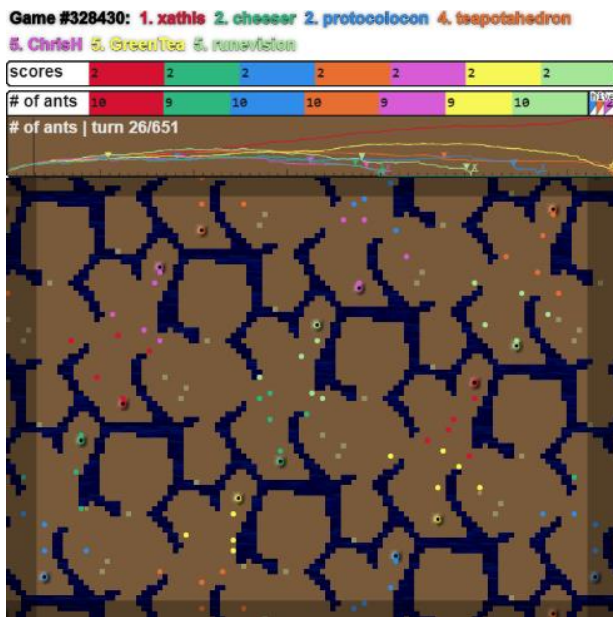 Game #328430: 1. xathis 2. cheeser 2. protocolocon 4. teapotahedron
5. ChrisH 5. GreenTea 5. runevision
scores 2 2 2 2 2 2 2
# of ants 10 9 10 10 9 9 10
# of ants | turn 26/651